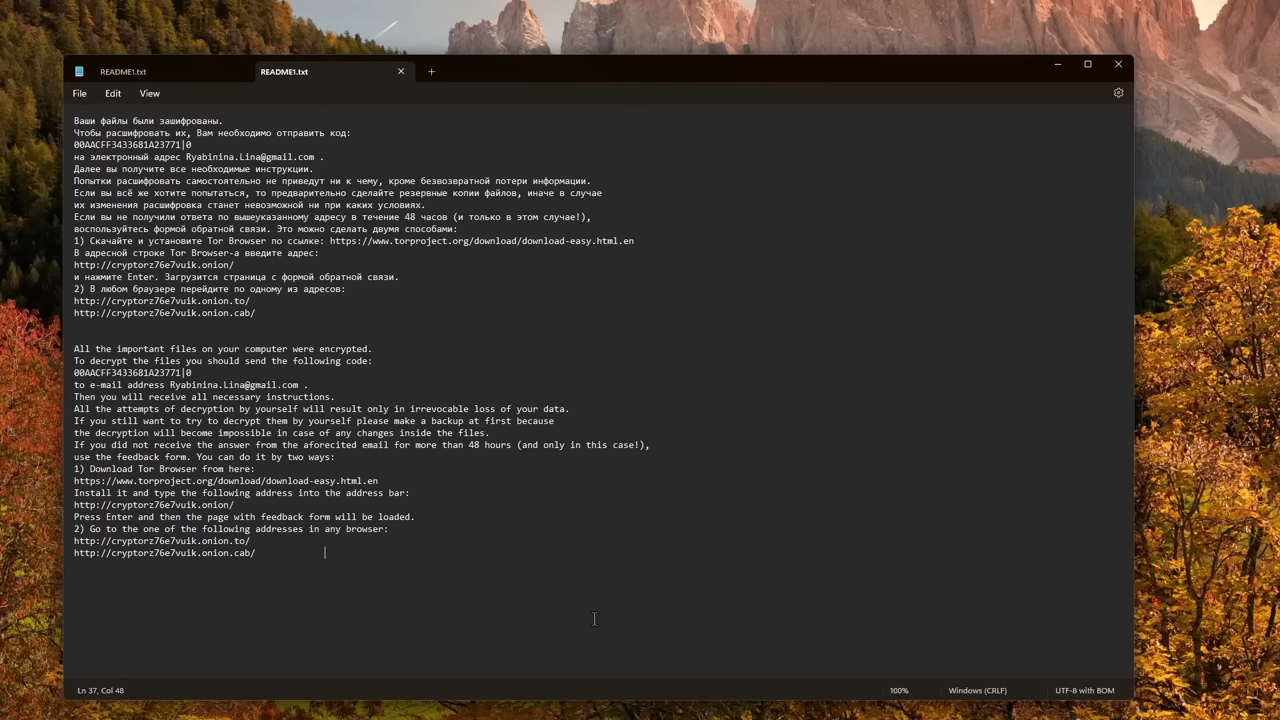 README1.txt
README1.txt
File Edit View
Ваши файлы были зашифрованы.
Чтобы расшифровать их, Вам необходимо отправить код:
00AACFF3433681A23771|0
на электронный адрес Ryabinina.Lina@gmail.com .
Далее вы получите все необходимые инструкции.
Попытки расшифровать самостоятельно не приведут ни к чему, кроме безвозвратной потери информации.
Если вы всё же хотите попытаться, то предварительно сделайте резервные копии файлов, иначе в случае
их изменения расшифровка станет невозможной ни при каких условиях.
Если вы не получили ответа по вышеуказанному адресу в течение 48 часов (и только в этом случае!),
воспользуйтесь формой обратной связи. Это можно сделать двумя способами:
1) Скачайте и установите Tor Browser по ссылке: https://www.torproject.org/download/download-easy.html.en
В адресной строке Tor Browser-а введите адрес:
http://cryptorz76e7vuik.onion/
и нажмите Enter. Загрузится страница с формой обратной связи.
2) В любом браузере перейдите по одному из адресов:
http://cryptorz76e7vuik.onion.to/
http://cryptorz76e7vuik.onion.cab/
All the important files on your computer were encrypted.
To decrypt the files you should send the following code:
00AACFF3433681A23771|0
to e-mail address Ryabinina.Lina@gmail.com .
Then you will receive all necessary instructions.
All the attempts of decryption by yourself will result only in irrevocable loss of your data.
If you still want to try to decrypt them by yourself please make a backup at first because
the decryption will become impossible in case of any changes inside the files.
If you did not receive the answer from the aforecited email for more than 48 hours (and only in this case!),
use the feedback form. You can do it by two ways:
1) Download Tor Browser from here:
https://www.torproject.org/download/download-easy.html.en
Install it and type the following address into the address bar:
http://cryptorz76e7vuik.onion/
Press Enter and then the page with feedback form will be loaded.
2) Go to the one of the following addresses in any browser:
http://cryptorz76e7vuik.onion.to/
http://cryptorz76e7vuik.onion.cab/
Ln 37, Col 48 100% Windows (CRLF) UTF-8 with BOM